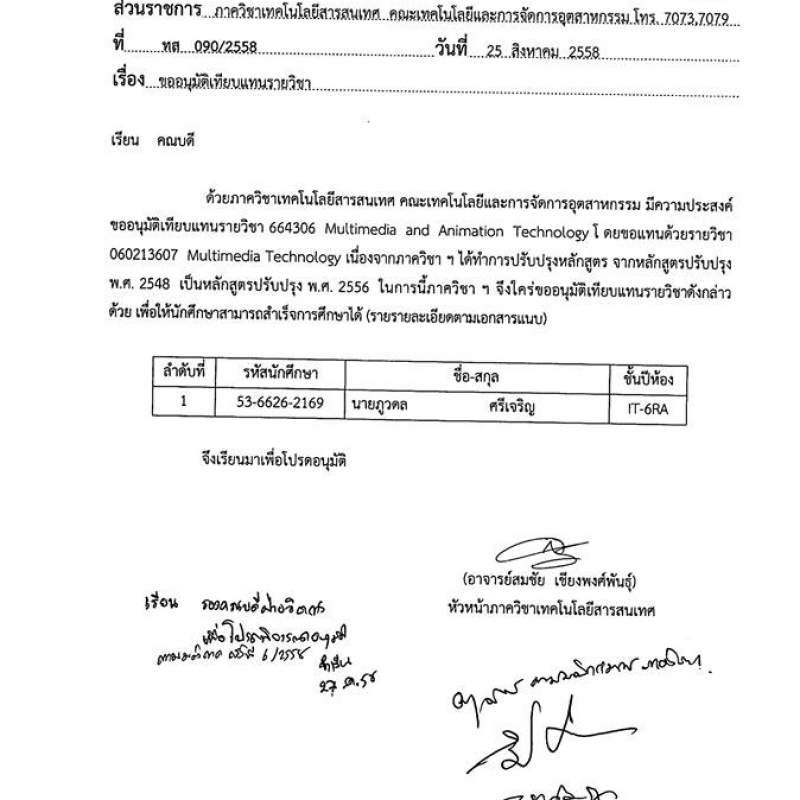 ส่วนราชการ ภาควิชาเทคโนโลยีสารสนเทศ คณะเทคโนโลยีและการจัดการอุตสาหกรรม โทร. 7073,7079
ที่ ทส 090/2558 วันที่ 25 สิงหาคม 2558
เรื่อง ขออนุมัติเทียบแทนรายวิชา
เรียน คณบดี
ด้วยภาควิชาเทคโนโลยีสารสนเทศ คณะเทคโนโลยีและการจัดการอุตสาหกรรม มีความประสงค์
ขออนุมัติเทียบแทนรายวิชา 664306 Multimedia and Animation Technology โ ดยขอแทนด้วยรายวิชา
060213607 Multimedia Technology เนื่องจากภาควิชา ฯ ได้ทำการปรับปรุงหลักสูตร จากหลักสูตรปรับปรุง
พ.ศ. 2548 เป็นหลักสูตรปรับปรุง พ.ศ. 2556 ในการนี้ภาควิชา ฯ จึงใคร่ขออนุมัติเทียบแทนรายวิชาดังกล่าว
ด้วย เพื่อให้นักศึกษาสามารถสำเร็จการศึกษาได้ (รายรายละเอียดตามเอกสารแนบ)
ลำดับที่ รหัสนักศึกษา ชื่อ-สกุล ชั้นปีห้อง
1 53-6626-2169 นายภูวดล ศรีเจริญ IT-6RA
จึงเรียนมาเพื่อโปรดอนุมัติ
(อาจารย์สมชัย เชียงพงศ์พันธุ์)
หัวหน้าภาควิชาเทคโนโลยีสารสนเทศ
เรียน รองคณบดีฝ่ายวิชาการ
เพื่อโปรดพิจารณาอนุมัติ